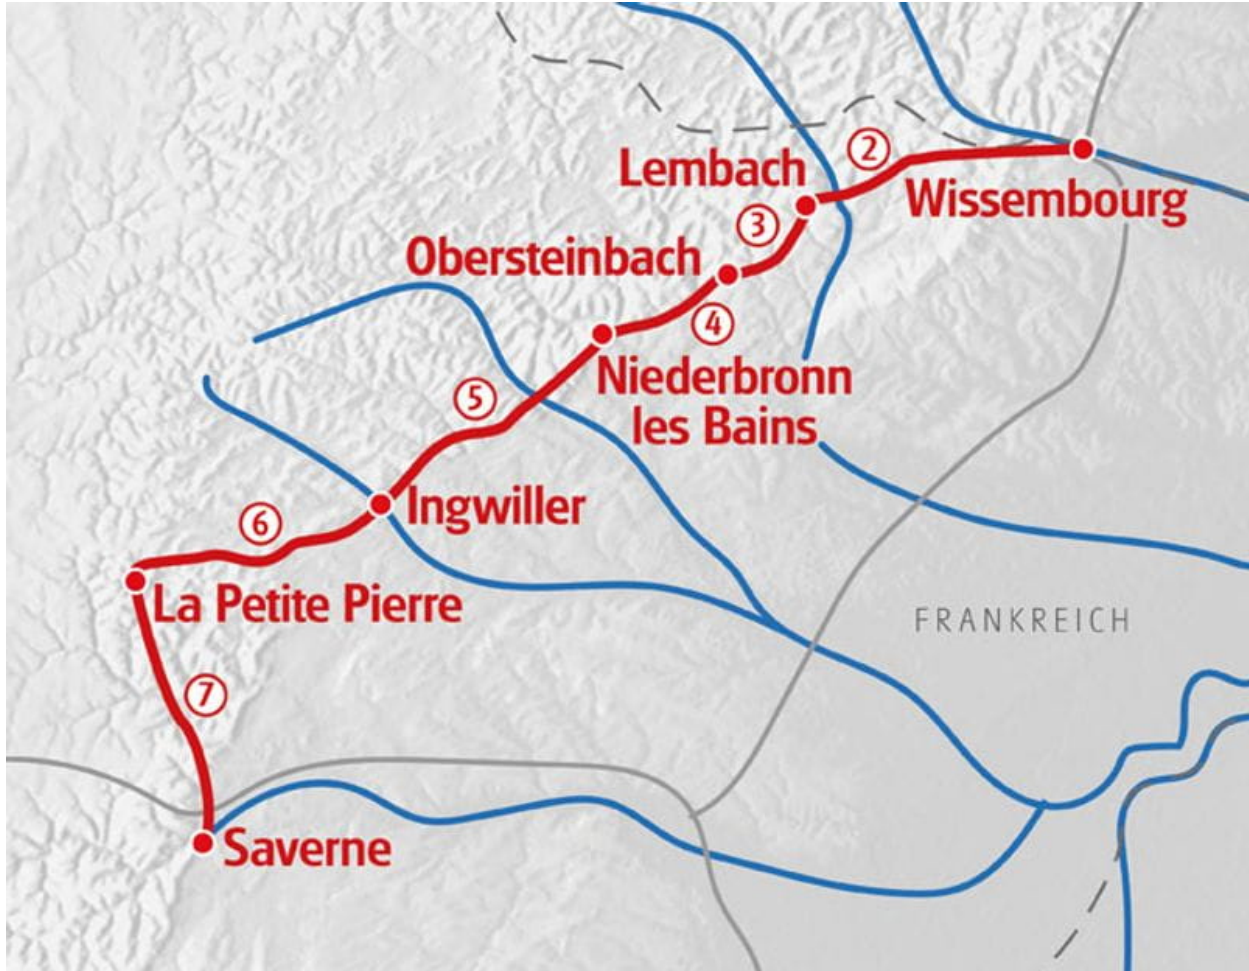 ②
Lembach
Wissembourg
③
Obersteinbach
④
Niederbronn
les Bains
⑤
Ingwiller
⑥
La Petite Pierre
FRANKREICH
⑦
Saverne